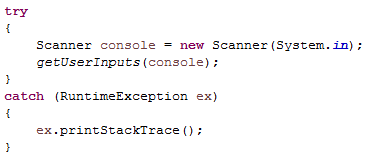 try
{
    Scanner console = new Scanner(System.in);
    getUserInputs(console);
}
catch (RuntimeException ex)
{
    ex.printStackTrace();
}